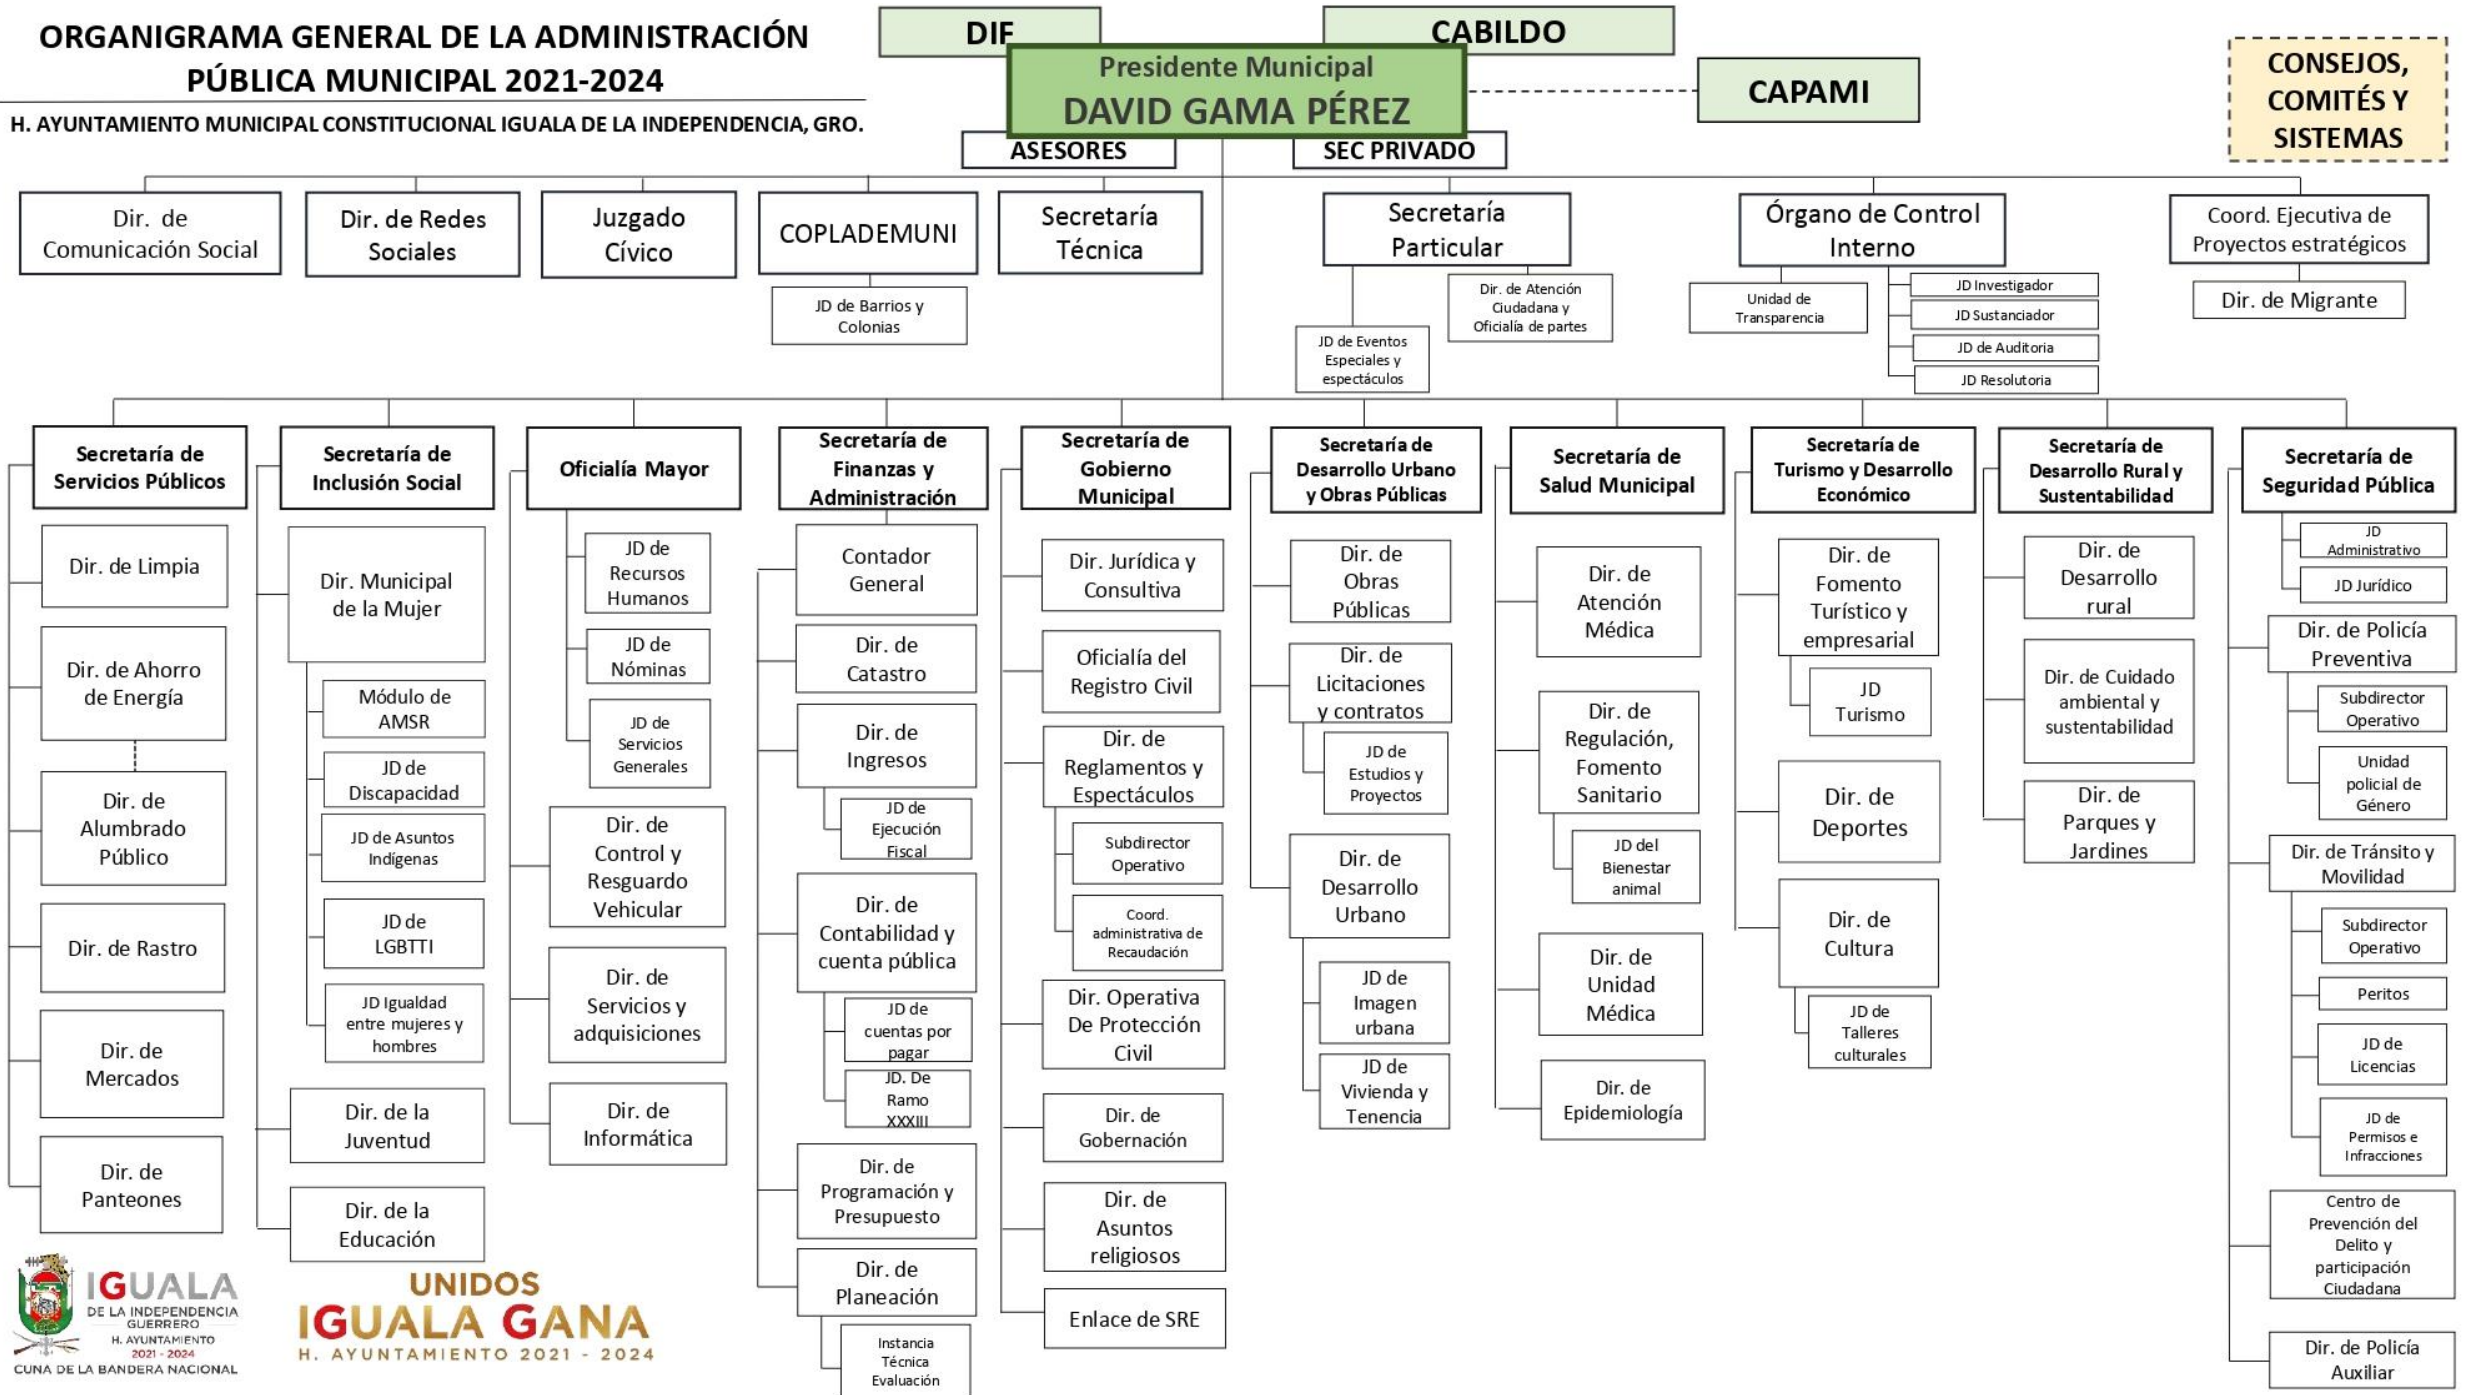 ORGANIGRAMA GENERAL DE LA ADMINISTRACIÓN
PÚBLICA MUNICIPAL 2021-2024
H. AYUNTAMIENTO MUNICIPAL CONSTITUCIONAL IGUALA DE LA INDEPENDENCIA, GRO.
DIF
CABILDO
Presidente Municipal
DAVID GAMA PÉREZ
CAPAMI
CONSEJOS,
COMITÉS Y
SISTEMAS
ASESORES
SEC PRIVADO
Dir. de
Comunicación Social
Dir. de Redes
Sociales
Juzgado
Cívico
COPLADEMUNI
JD de Barrios y
Colonias
Secretaría
Técnica
Secretaría
Particular
JD de Eventos
Especiales y
espectáculos
Dir. de Atención
Ciudadana y
Oficialía de partes
Órgano de Control
Interno
Unidad de
Transparencia
JD Investigador
JD Sustanciador
JD de Auditoria
JD Resolutoria
Coord. Ejecutiva de
Proyectos estratégicos
Dir. de Migrante
Secretaría de
Servicios Públicos
Dir. de Limpia
Dir. de Ahorro
de Energía
Dir. de
Alumbrado
Público
Dir. de Rastro
Dir. de
Mercados
Dir. de
Panteones
Secretaría de
Inclusión Social
Dir. Municipal
de la Mujer
Módulo de
AMSR
JD de
Discapacidad
JD de Asuntos
Indígenas
JD de
LGBTTI
JD Igualdad
entre mujeres y
hombres
Dir. de la
Juventud
Dir. de la
Educación
Oficialía Mayor
JD de
Recursos
Humanos
JD de
Nóminas
JD de
Servicios
Generales
Dir. de
Control y
Resguardo
Vehicular
Dir. de
Servicios y
adquisiciones
Dir. de
Informática
Secretaría de
Finanzas y
Administración
Contador
General
Dir. de
Catastro
Dir. de
Ingresos
JD de
Ejecución
Fiscal
Dir. de
Contabilidad y
cuenta pública
JD de
cuentas por
pagar
JD. De
Ramo
XXXIII
Dir. de
Programación y
Presupuesto
Dir. de
Planeación
Instancia
Técnica
Evaluación
Secretaría de
Gobierno
Municipal
Dir. Jurídica y
Consultiva
Oficialía del
Registro Civil
Dir. de
Reglamentos y
Espectáculos
Subdirector
Operativo
Coord.
administrativa de
Recaudación
Dir. Operativa
De Protección
Civil
Dir. de
Gobernación
Dir. de
Asuntos
religiosos
Enlace de SRE
Secretaría de
Desarrollo Urbano
y Obras Públicas
Dir. de
Obras
Públicas
Dir. de
Licitaciones
y contratos
JD de
Estudios y
Proyectos
Dir. de
Desarrollo
Urbano
JD de
Imagen
urbana
JD de
Vivienda y
Tenencia
Secretaría de
Salud Municipal
Dir. de
Atención
Médica
Dir. de
Regulación,
Fomento
Sanitario
JD del
Bienestar
animal
Dir. de
Unidad
Médica
Dir. de
Epidemiología
Secretaría de
Turismo y Desarrollo
Económico
Dir. de
Fomento
Turístico y
empresarial
JD
Turismo
Dir. de
Deportes
Dir. de
Cultura
JD de
Talleres
culturales
Secretaría de
Desarrollo Rural y
Sustentabilidad
Dir. de
Desarrollo
rural
Dir. de Cuidado
ambiental y
sustentabilidad
Dir. de
Parques y
Jardines
Secretaría de
Seguridad Pública
JD
Administrativo
JD Jurídico
Dir. de Policía
Preventiva
Subdirector
Operativo
Unidad
policial de
Género
Dir. de Tránsito y
Movilidad
Subdirector
Operativo
Peritos
JD de
Licencias
JD de
Permisos e
Infracciones
Centro de
Prevención del
Delito y
participación
Ciudadana
Dir. de Policía
Auxiliar
IGUALA
DE LA INDEPENDENCIA
GUERRERO
H. AYUNTAMIENTO
2021 - 2024
CUNA DE LA BANDERA NACIONAL
UNIDOS
IGUALA GANA
H. AYUNTAMIENTO 2021 - 2024